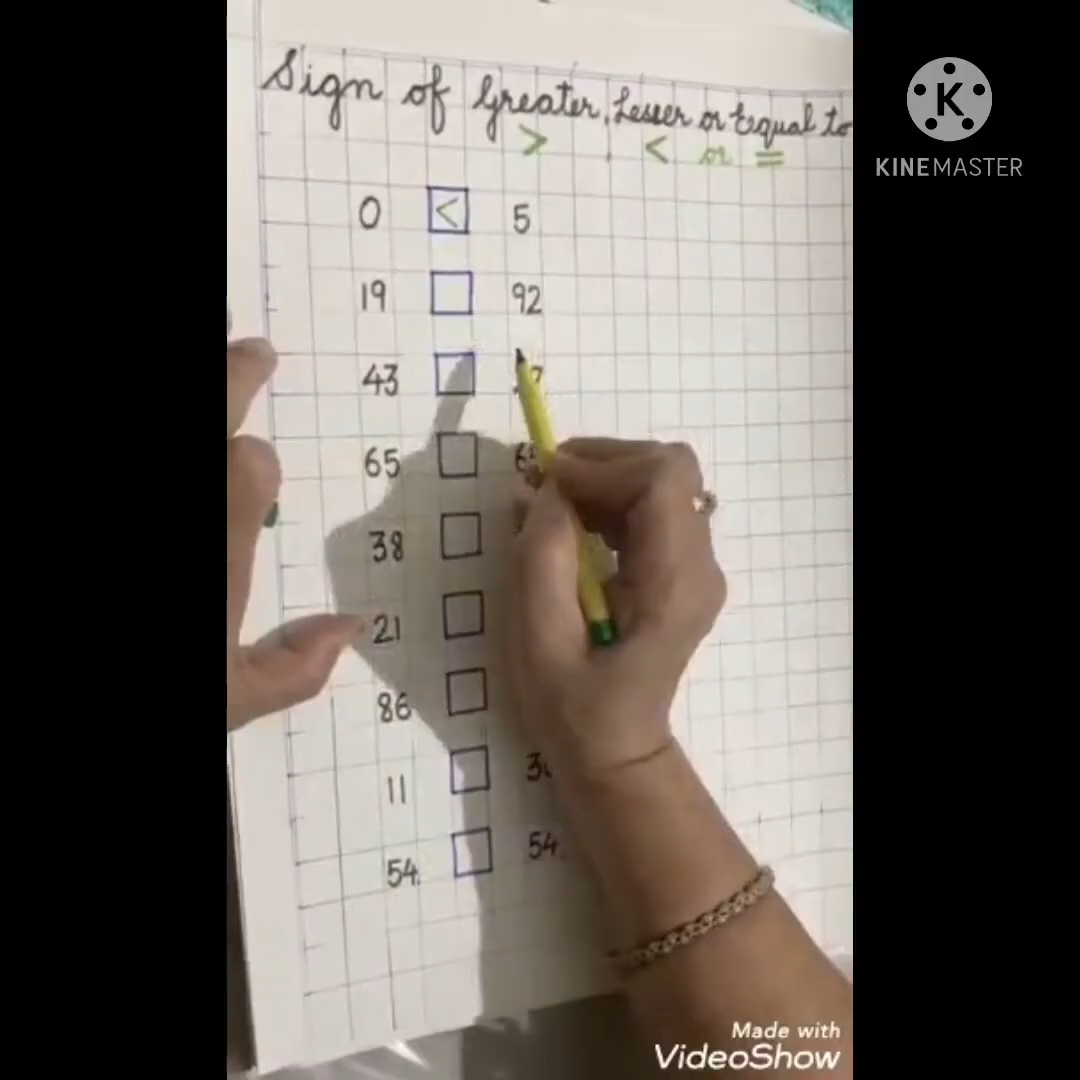 Sign of Greater, Lesser or Equal to
> , < or =
0 < 5
19 92
43
65
38
21
86
11
54 54
KINEMASTER
Made with
VideoShow